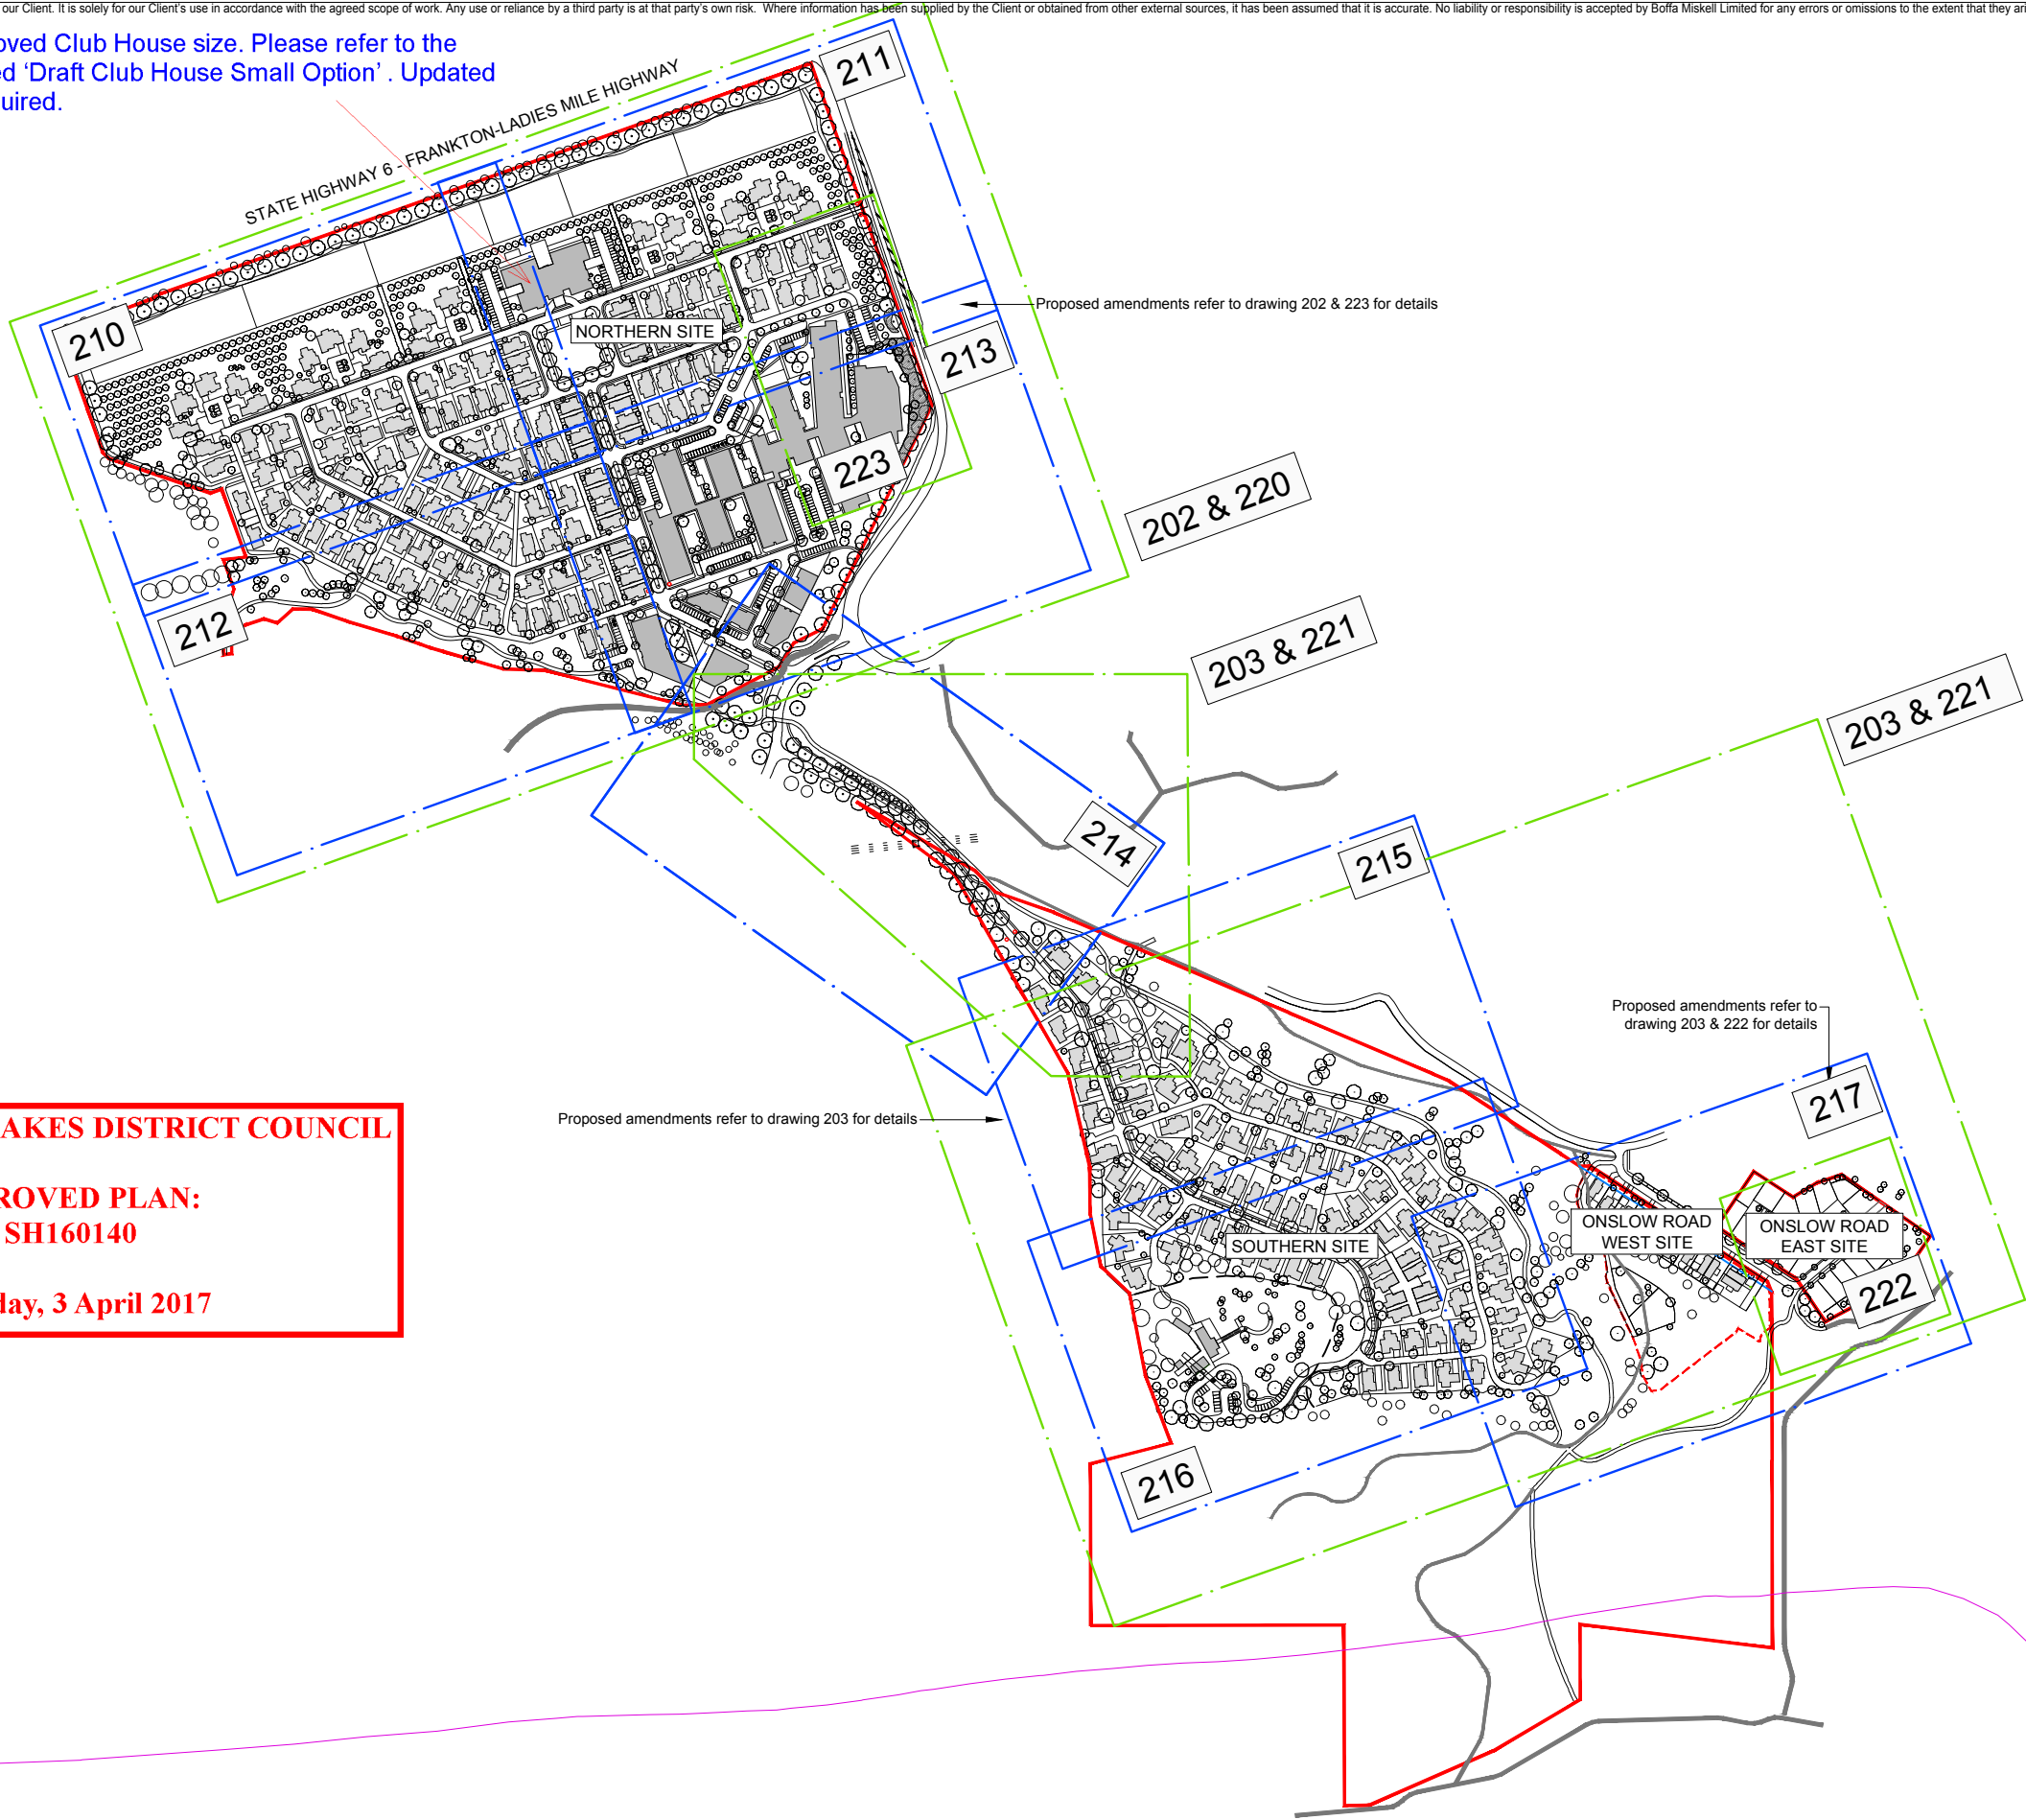 our Client. It is solely for our Client's use in accordance with the agreed scope of work. Any use or reliance by a third party is at that party's own risk. Where information has been supplied by the Client or obtained from other external sources, it has been assumed that it is accurate. No liability or responsibility is accepted by Boffa Miskell Limited for any errors or omissions to the extent that they
oved Club House size. Please refer to the
ed ‘Draft Club House Small Option’ . Updated
uired.
STATE HIGHWAY 6 - FRANKTON-LADIES MILE HIGHWAY
211
210
NORTHERN SITE
Proposed amendments refer to drawing 202 & 223 for details
213
223
202 & 220
212
203 & 221
203 & 221
214
215
Proposed amendments refer to
drawing 203 & 222 for details
217
Proposed amendments refer to drawing 203 for details
AKES DISTRICT COUNCIL
ROVED PLAN:
SH160140
day, 3 April 2017
ONSLOW ROAD
WEST SITE
ONSLOW ROAD
EAST SITE
SOUTHERN SITE
222
216